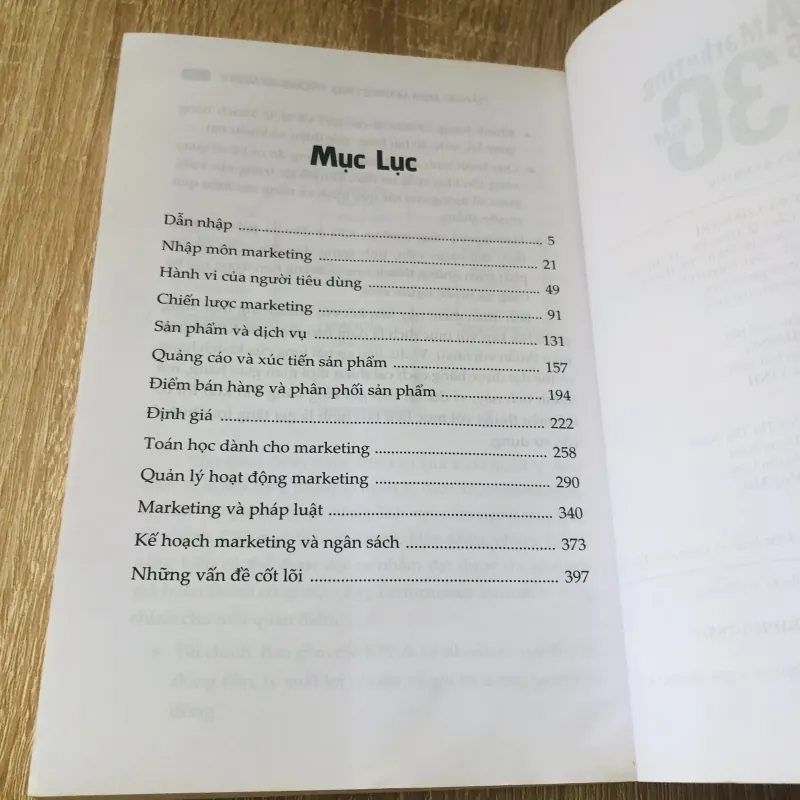 Mục Lục
Dẫn nhập ........ 5
Nhập môn marketing ........ 21
Hành vi của người tiêu dùng ........ 49
Chiến lược marketing ........ 91
Sản phẩm và dịch vụ ........ 131
Quảng cáo và xúc tiến sản phẩm ........ 157
Điểm bán hàng và phân phối sản phẩm ........ 194
Định giá ........ 222
Toán học dành cho marketing ........ 258
Quản lý hoạt động marketing ........ 290
Marketing và pháp luật ........ 340
Kế hoạch marketing và ngân sách ........ 373
Những vấn đề cốt lõi ........ 397
Marketing